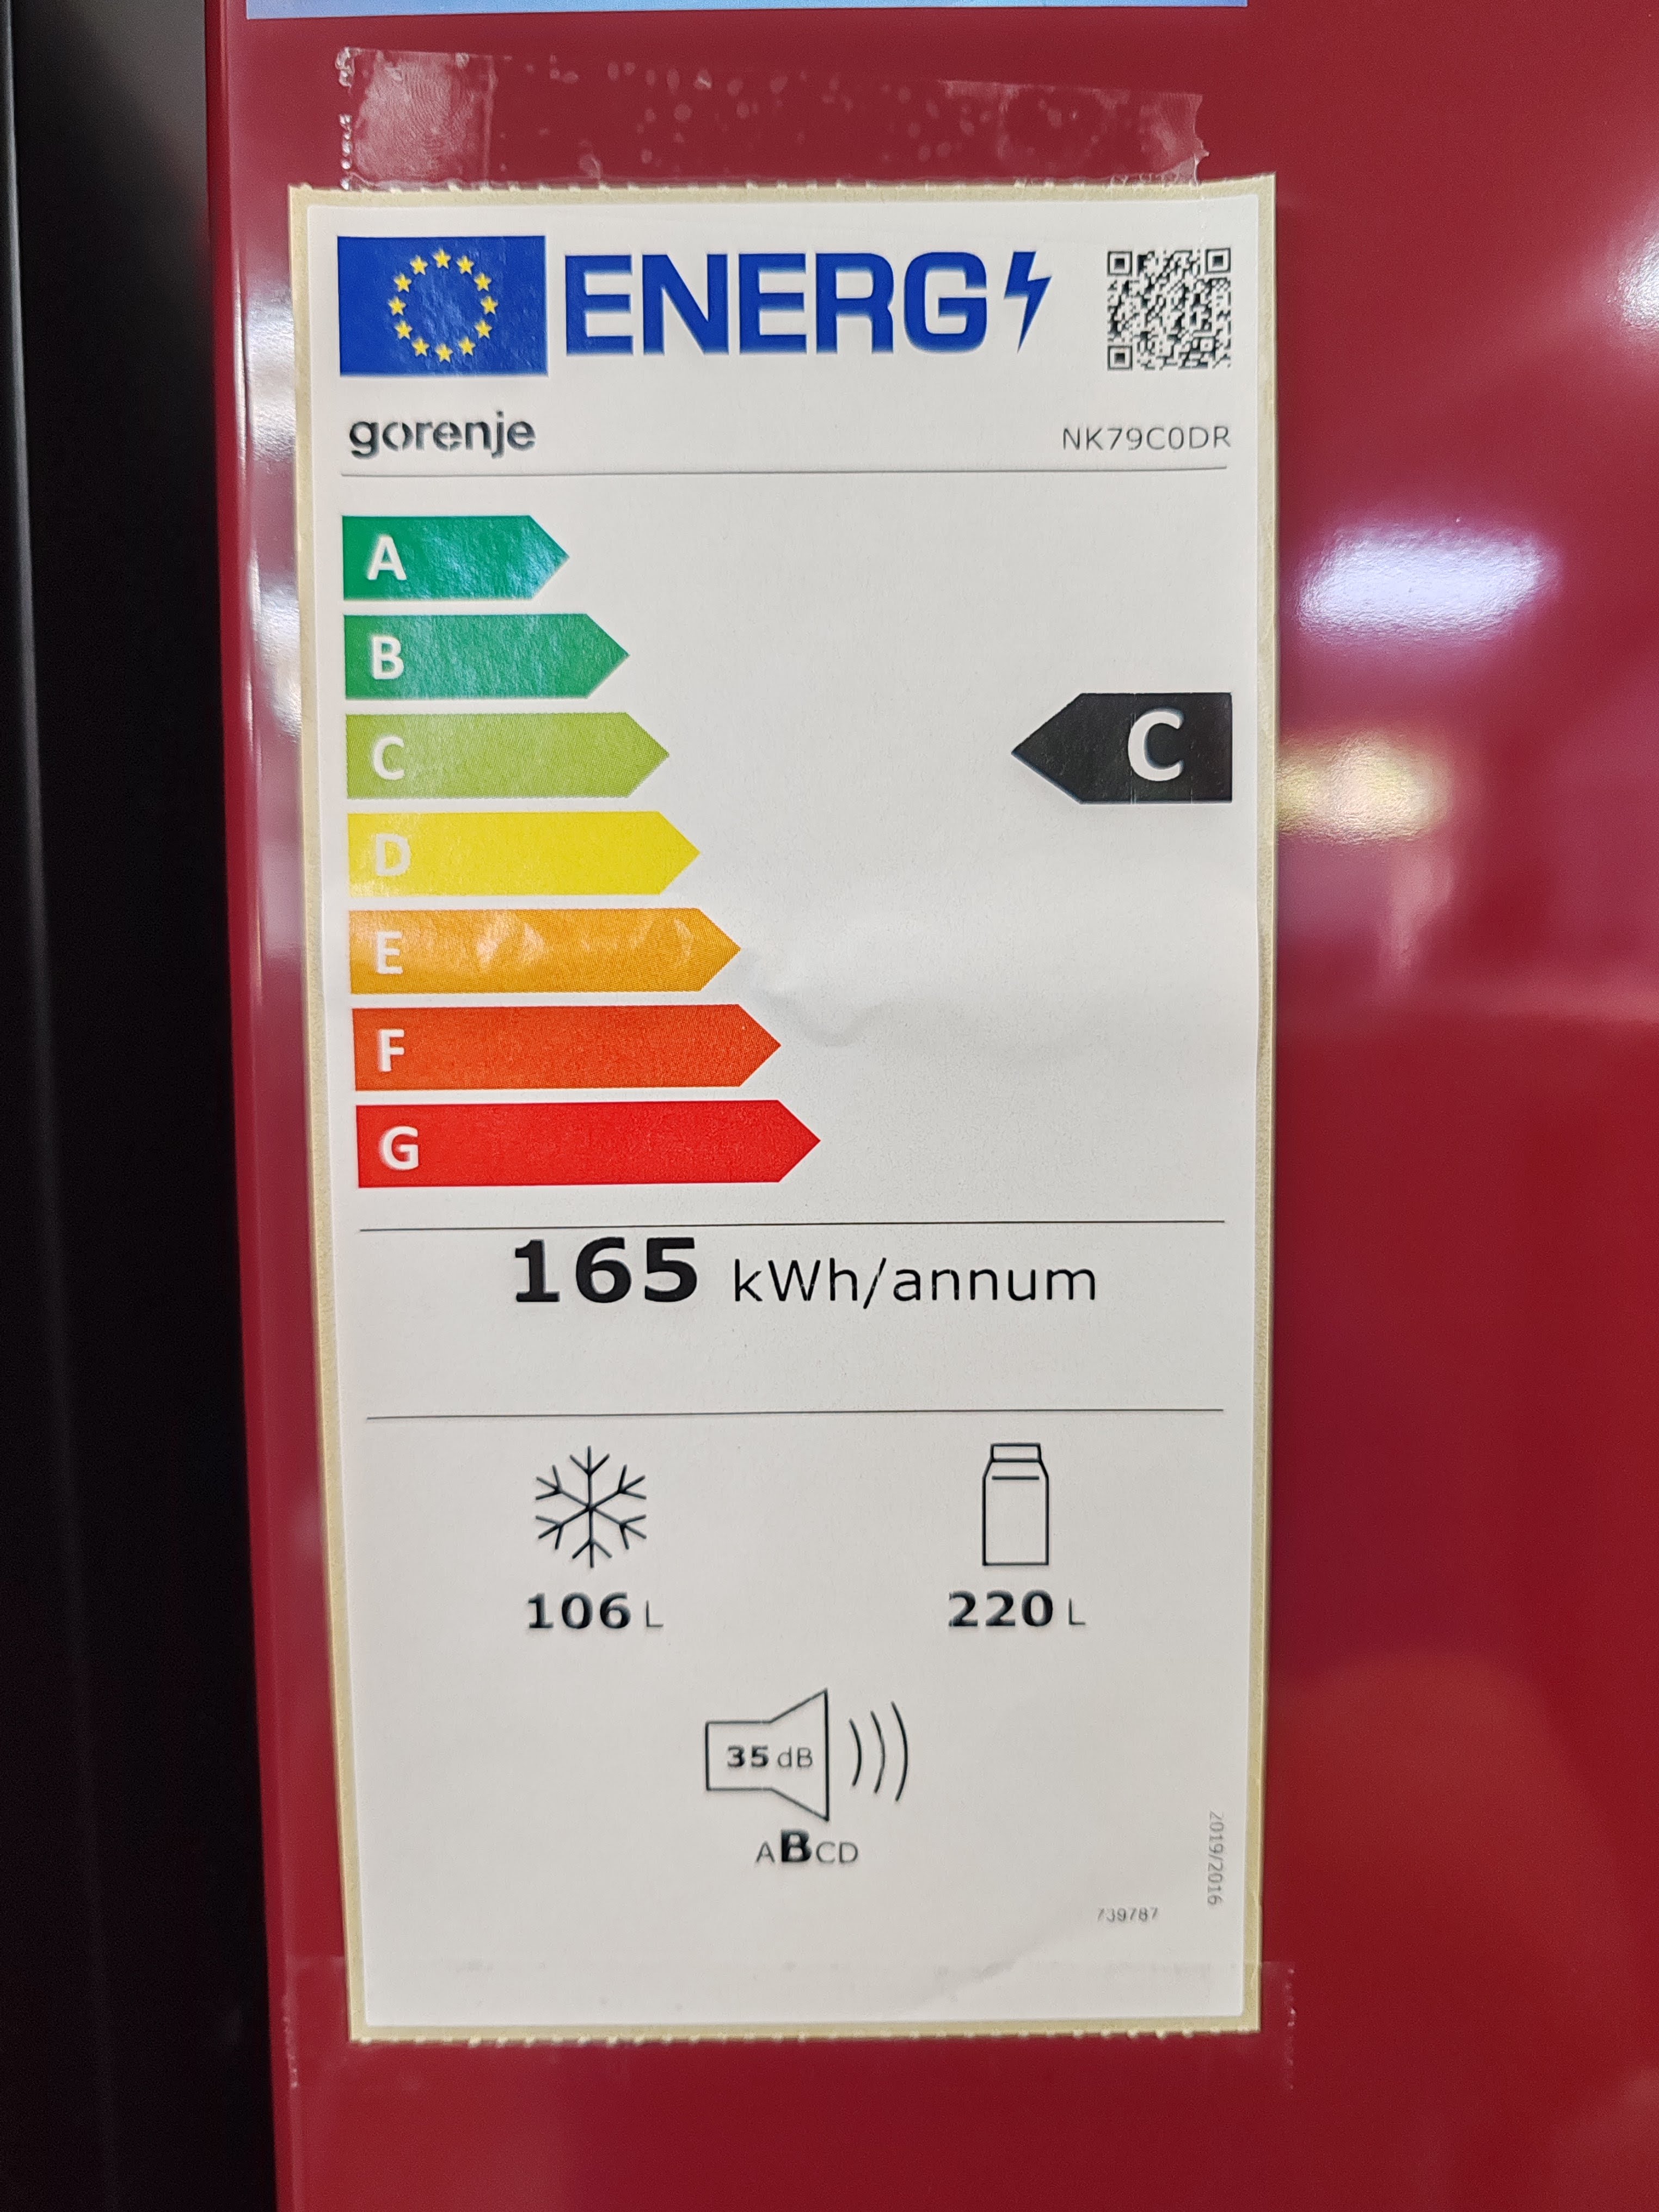 ENERG
gorenje
NK79C0DR
A
B
C
C
D
E
F
G
165 kWh/annum
106 L
220 L
35 dB
ABCD
2019/2016
739787